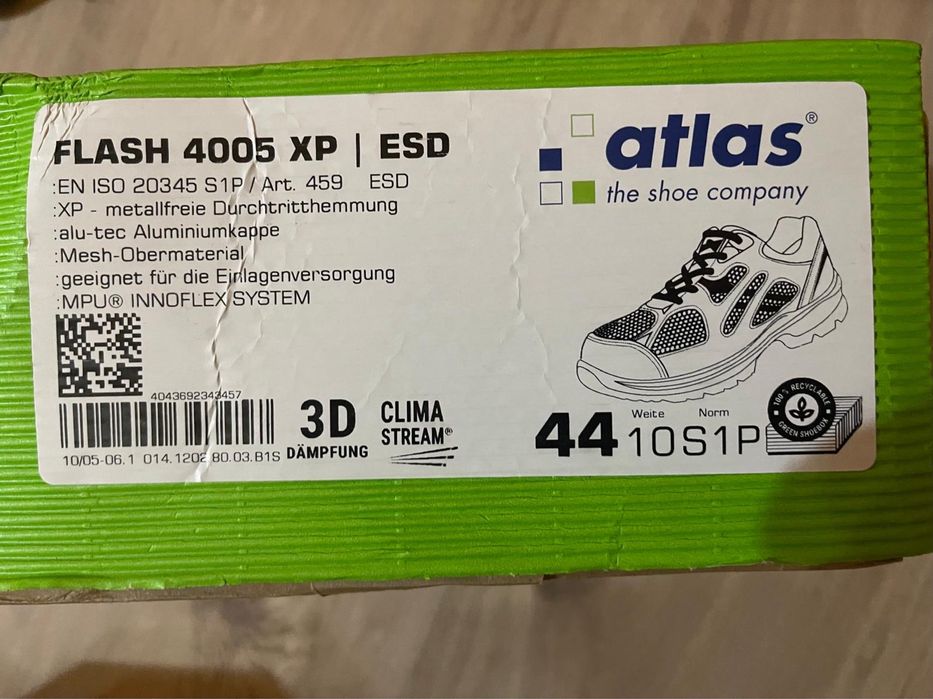 FLASH 4005 XP | ESD
:EN ISO 20345 S1P / Art. 459 ESD
:XP - metallfreie Durchtritthemmung
:alu-tec Aluminiumkappe
:Mesh-Obermaterial
:geeignet für die Einlagenversorgung
:MPU® INNOFLEX SYSTEM
atlas®
the shoe company
4043692343457
10/05-06.1 014.1202.80.03.B1S
3D
DÄMPFUNG
CLIMA
STREAM®
44
Weite Norm
10 S1P
100% RECYCLABLE
GREEN SHOEBOX